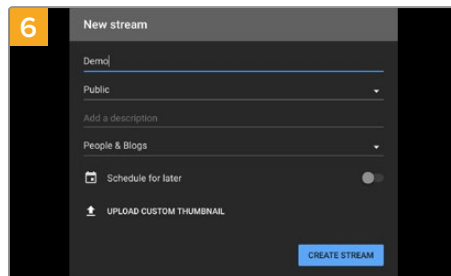 6
New stream
Demo
Public
Add a description
People & Blogs
Schedule for later
UPLOAD CUSTOM THUMBNAIL
CREATE STREAM